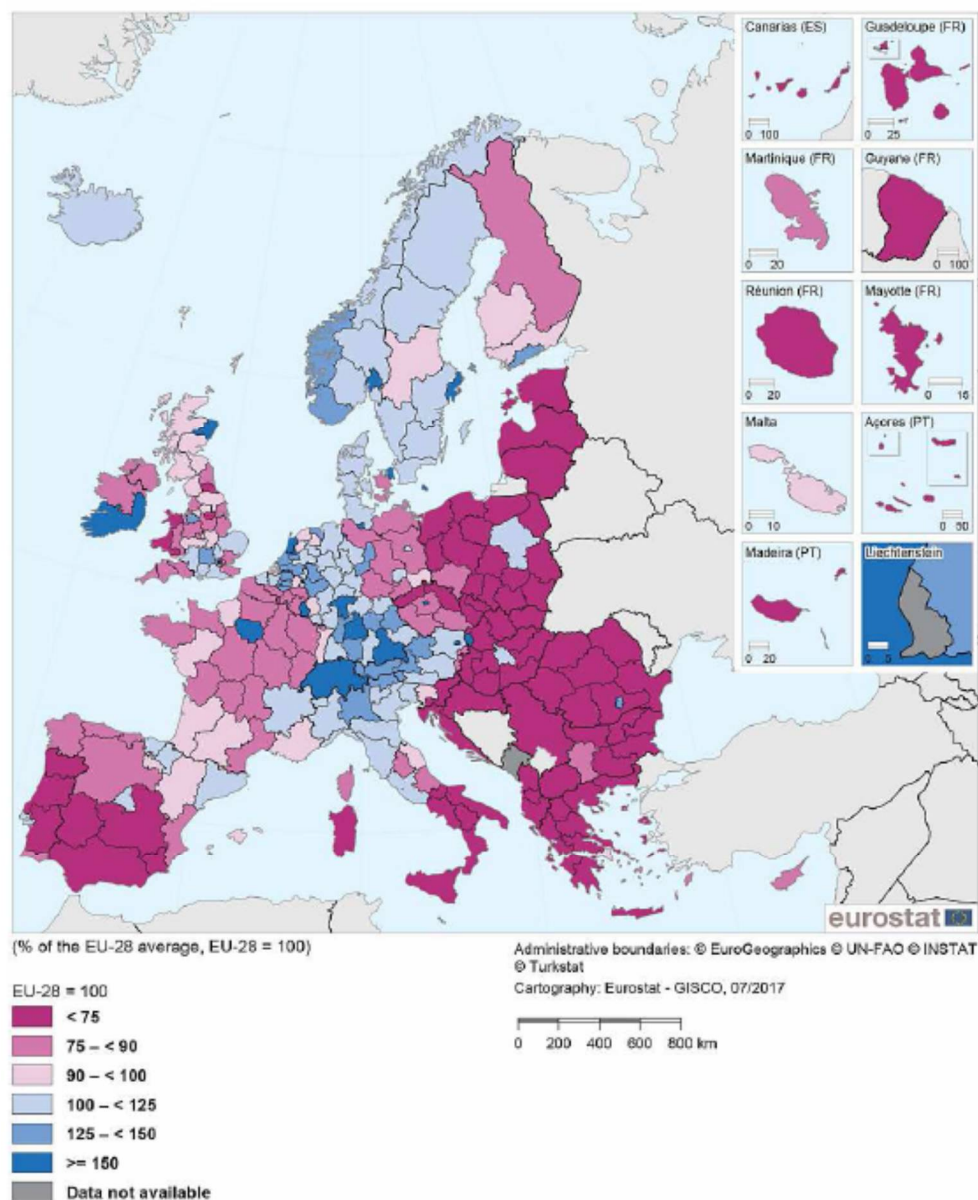 Canarias (ES)
0 100
Guadeloupe (FR)
0 25
Martinique (FR)
0 20
Guyane (FR)
0 100
Réunion (FR)
0 20
Mayotte (FR)
0 15
Malta
0 10
Açores (PT)
0 50
Madeira (PT)
0 20
Liechtenstein
0 5
eurostat
(% of the EU-28 average, EU-28 = 100)
Administrative boundaries: © EuroGeographics © UN-FAO © INSTAT
© Turkstat
Cartography: Eurostat - GISCO, 07/2017
0 200 400 600 800 km
EU-28 = 100
< 75
75 – < 90
90 – < 100
100 – < 125
125 – < 150
>= 150
Data not available